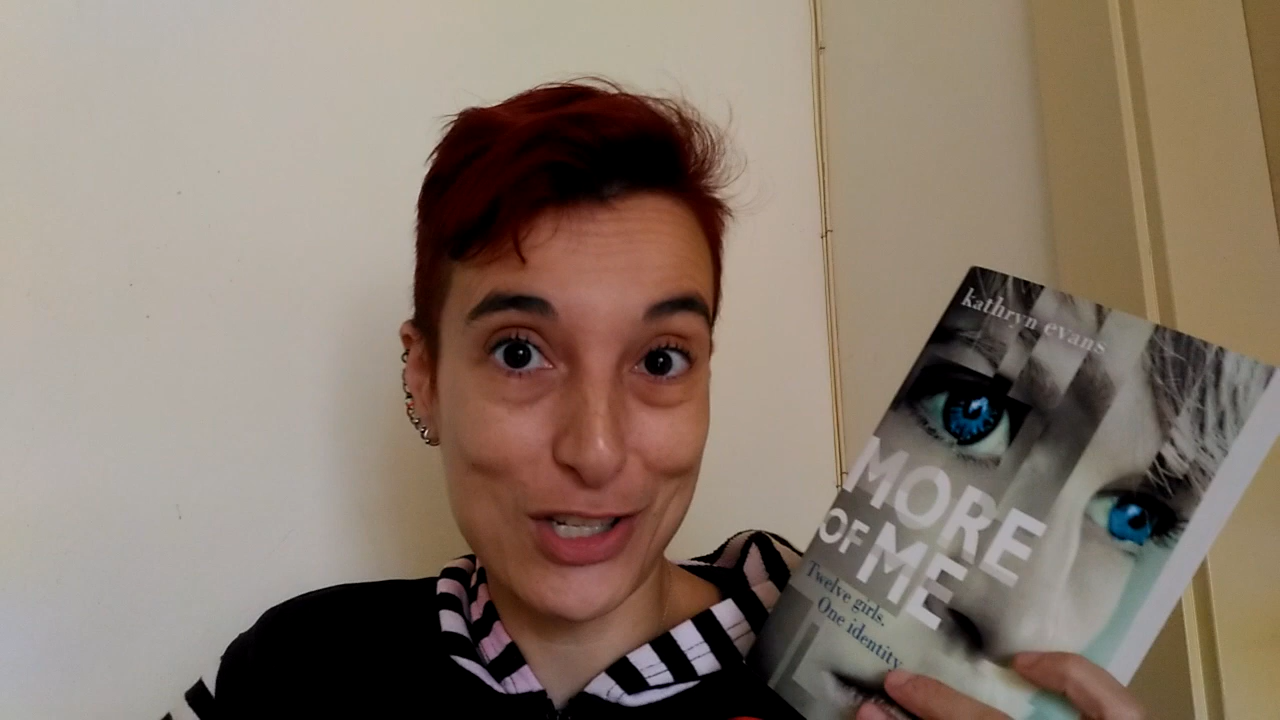 kathryn evans
MORE
OF ME
Twelve girls.
One identity